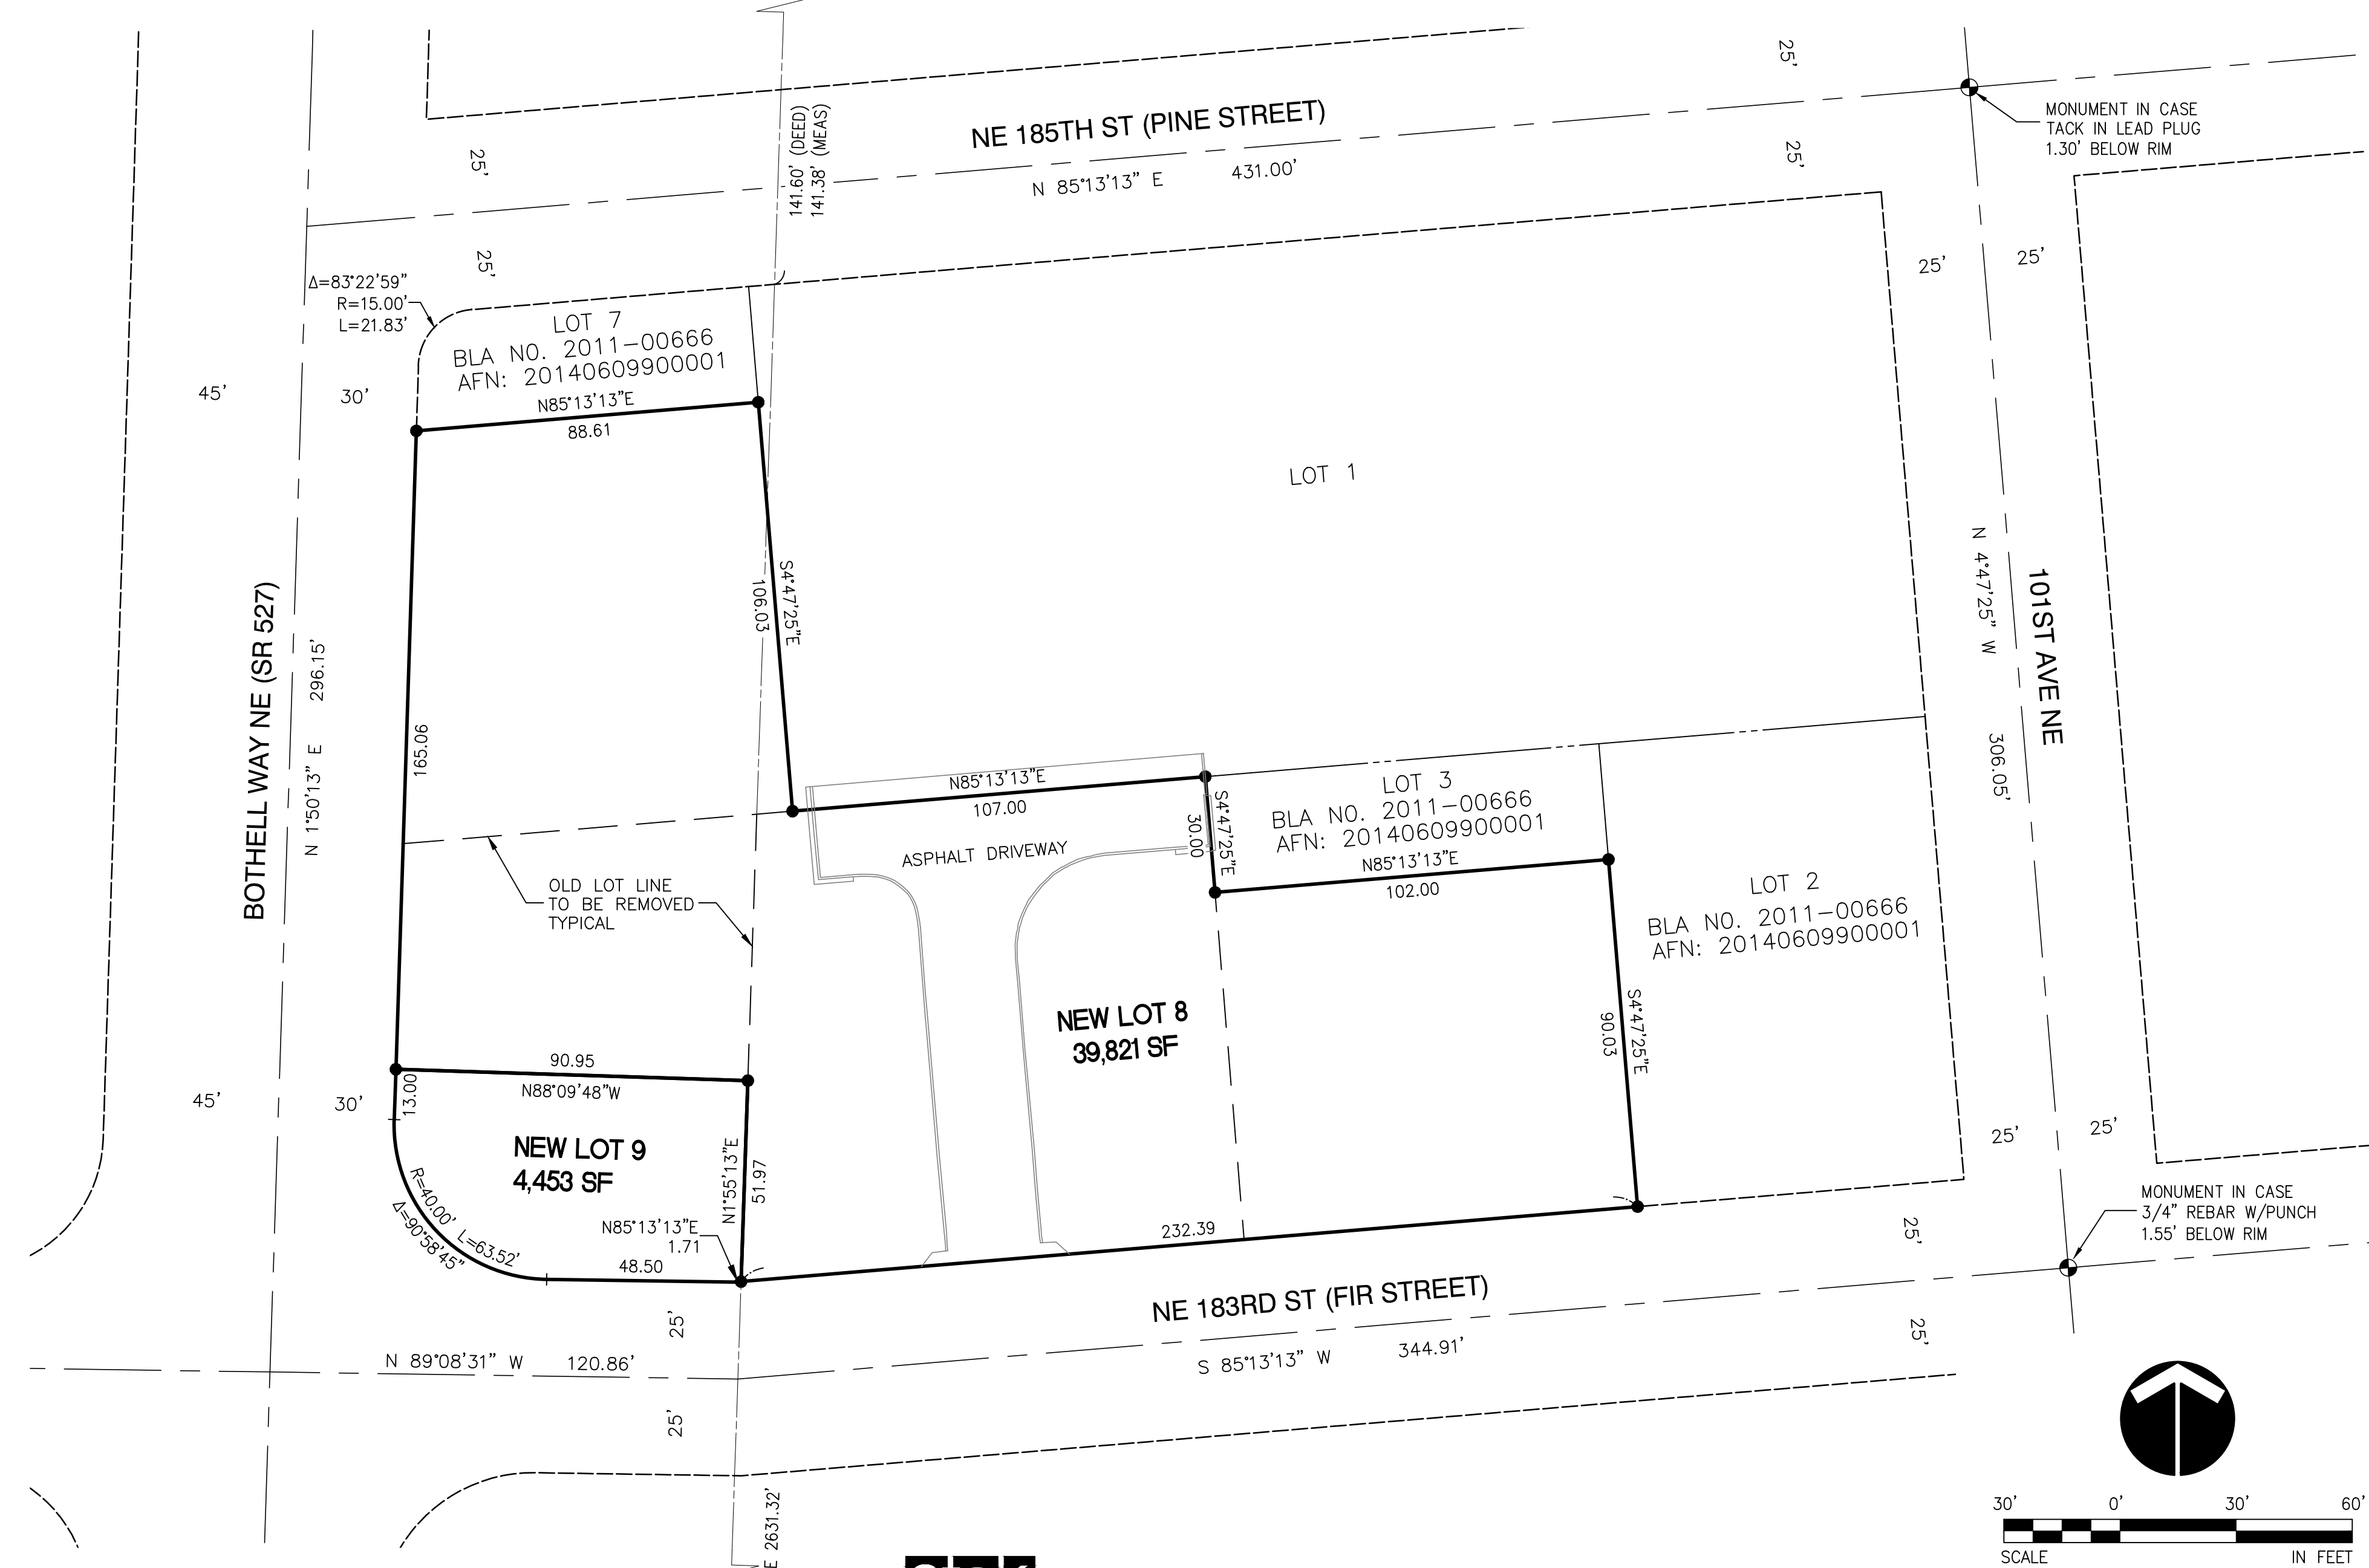 25'
NE 185TH ST (PINE STREET)
N 85°13'13" E 431.00'
141.60' (DEED)
141.38' (MEAS)
25'
25'
25'
MONUMENT IN CASE
TACK IN LEAD PLUG
1.30' BELOW RIM
25'
25'
25'
Δ=83°22'59"
R=15.00'
L=21.83'
LOT 7
BLA NO. 2011-00666
AFN: 20140609900001
N85°13'13"E
88.61
45'
30'
LOT 1
S4°47'25"E
106.03
BOTHELL WAY NE (SR 527)
N 1°50'13" E 296.15'
165.06
N 4°47'25" W 306.05'
101ST AVE NE
N85°13'13"E
107.00
S4°47'25"E
30.00
LOT 3
BLA NO. 2011-00666
AFN: 20140609900001
N85°13'13"E
102.00
ASPHALT DRIVEWAY
OLD LOT LINE
TO BE REMOVED
TYPICAL
LOT 2
BLA NO. 2011-00666
AFN: 20140609900001
NEW LOT 8
39,821 SF
S4°47'25"E
90.03
90.95
N88°09'48"W
45'
30'
13.00
NEW LOT 9
4,453 SF
N1°55'13"E
51.97
R=40.00' L=63.52'
Δ=90°58'45"
N85°13'13"E
1.71
48.50
232.39
25'
25'
MONUMENT IN CASE
3/4" REBAR W/PUNCH
1.55' BELOW RIM
NE 183RD ST (FIR STREET)
S 85°13'13" W 344.91'
25'
25'
25'
25'
N 89°08'31" W 120.86'
E 2631.32'
30' 0' 30' 60'
SCALE IN FEET